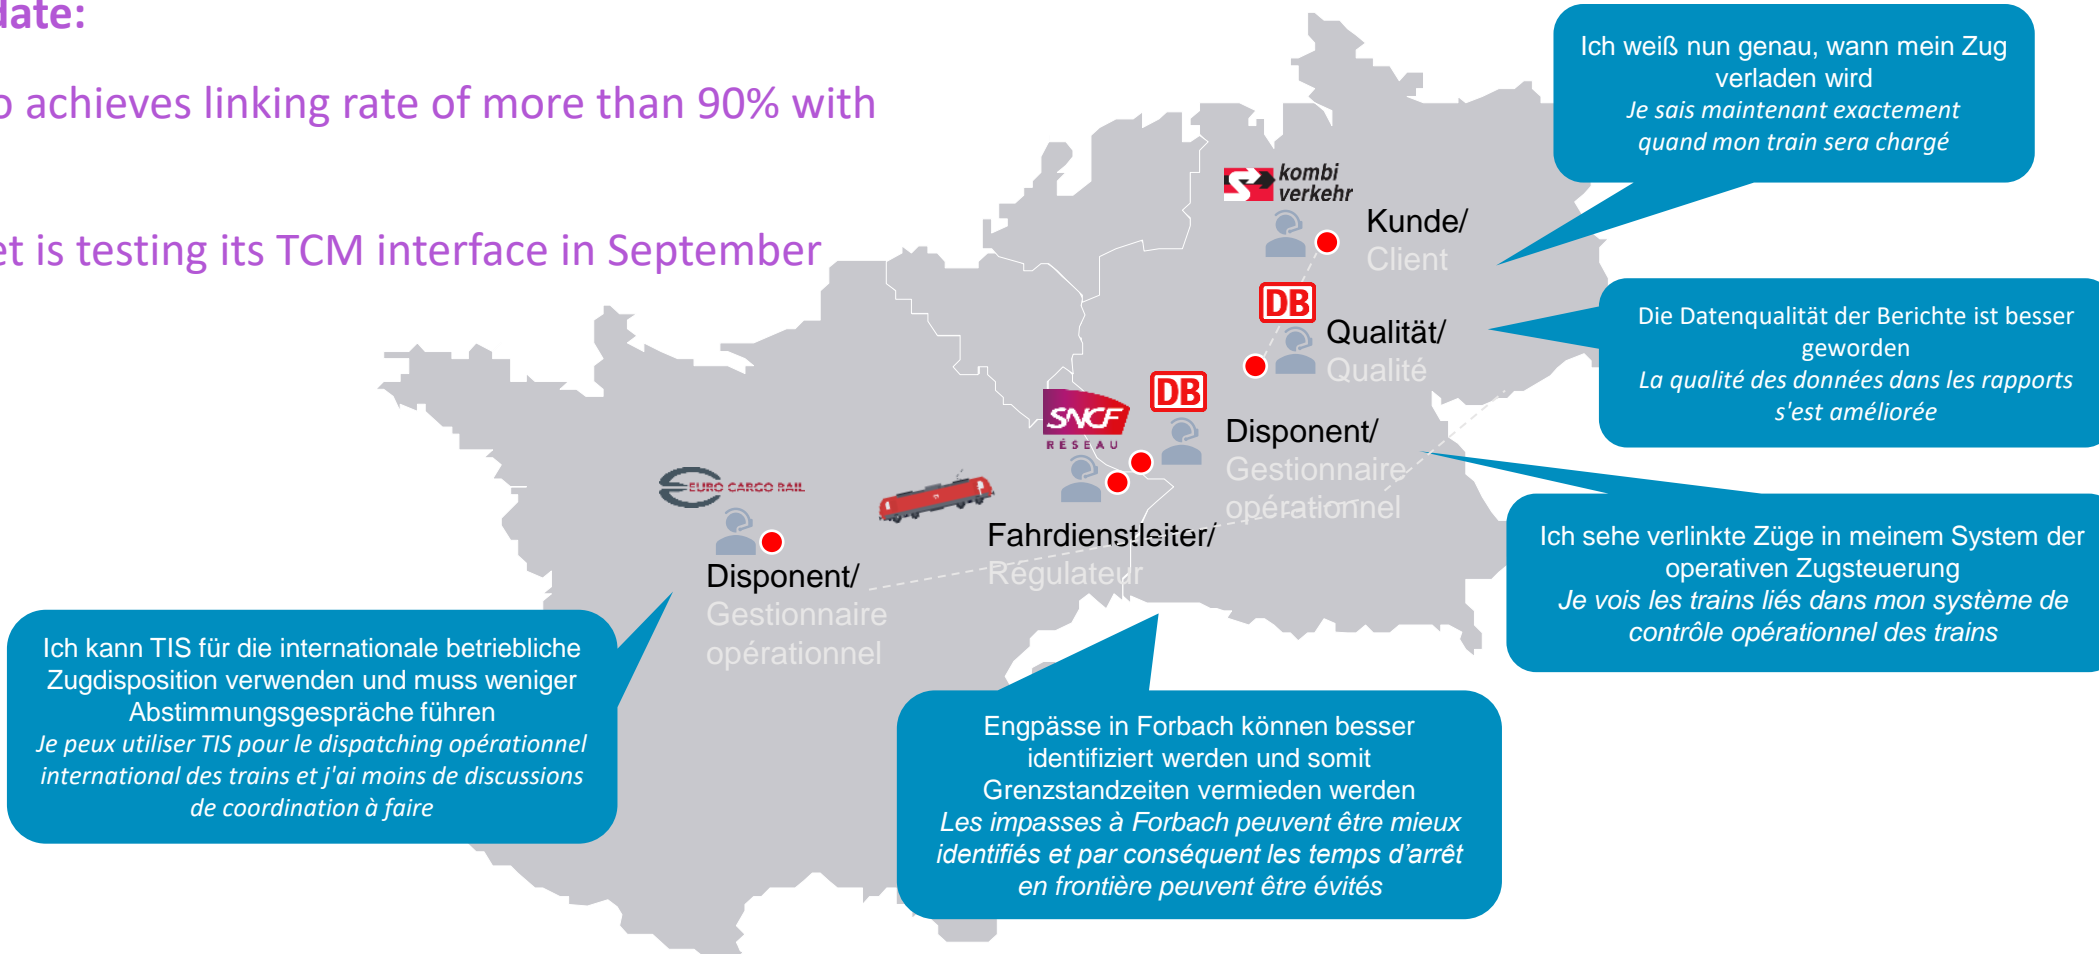 date:
o achieves linking rate of more than 90% with
et is testing its TCM interface in September
Ich weiß nun genau, wann mein Zug
verladen wird
Je sais maintenant exactement
quand mon train sera chargé
kombi
verkehr
Kunde/
Client
DB
Qualität/
Qualité
Die Datenqualität der Berichte ist besser
geworden
La qualité des données dans les rapports
s'est améliorée
DB
SNCF
RÉSEAU
Disponent/
Gestionnaire
opérationnel
EURO CARGO RAIL
Fahrdienstleiter/
Régulateur
Ich sehe verlinkte Züge in meinem System der
operativen Zugsteuerung
Je vois les trains liés dans mon système de
contrôle opérationnel des trains
Disponent/
Gestionnaire
opérationnel
Ich kann TIS für die internationale betriebliche
Zugdisposition verwenden und muss weniger
Abstimmungsgespräche führen
Je peux utiliser TIS pour le dispatching opérationnel
international des trains et j'ai moins de discussions
de coordination à faire
Engpässe in Forbach können besser
identifiziert werden und somit
Grenzstandzeiten vermieden werden
Les impasses à Forbach peuvent être mieux
identifiés et par conséquent les temps d’arrêt
en frontière peuvent être évités